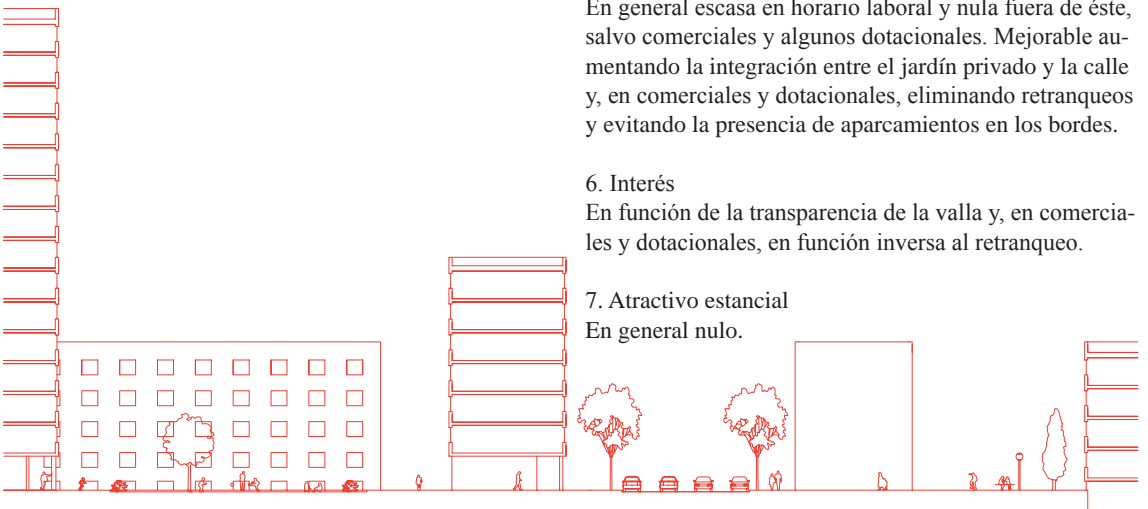 En general escasa en horario laboral y nula fuera de éste,
salvo comerciales y algunos dotacionales. Mejorable au-
mentando la integración entre el jardín privado y la calle
y, en comerciales y dotacionales, eliminando retranqueos
y evitando la presencia de aparcamientos en los bordes.
6. Interés
En función de la transparencia de la valla y, en comercia-
les y dotacionales, en función inversa al retranqueo.
7. Atractivo estancial
En general nulo.